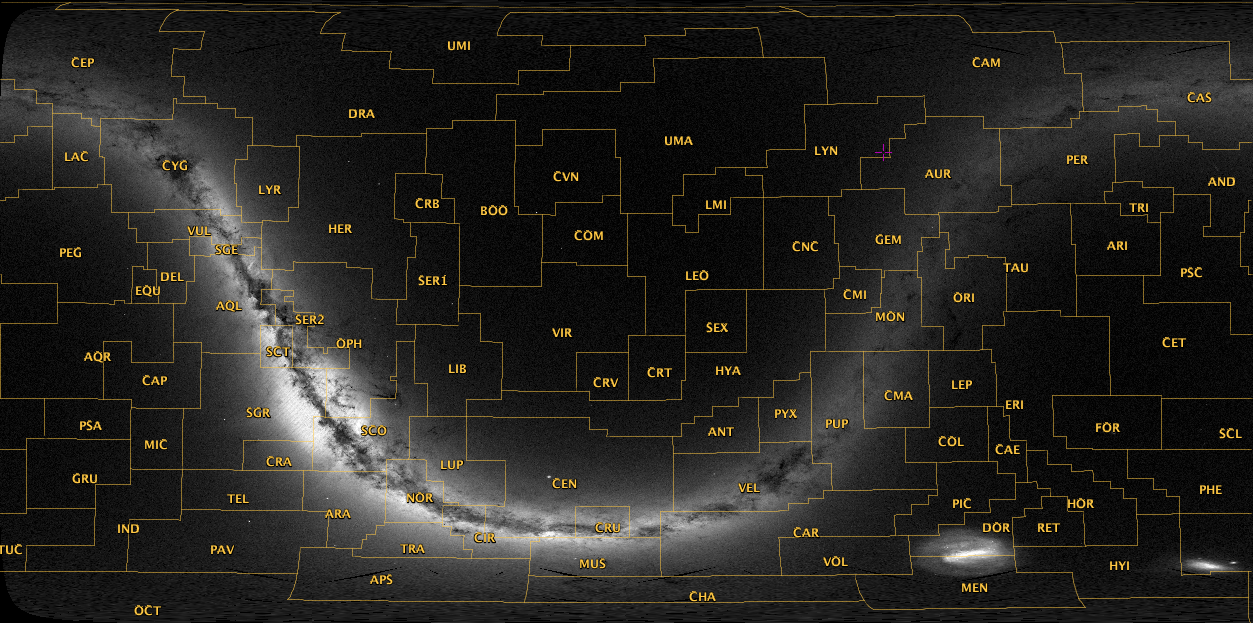 UMI
CEP
CAM
CAS
DRA
UMA
LYN
LAC
CYG
PER
AUR
CVN
AND
LYR
CRB
LMI
BOO
TRI
HER
VUL
COM
GEM
CNC
ARI
SGE
PEG
TAU
PSC
DEL
LEO
SER1
EQU
CMI
ORI
AQL
MON
SER2
SEX
VIR
OPH
CET
SCT
AQR
LIB
CRT
HYA
CAP
CRV
LEP
CMA
ERI
SGR
PYX
PSA
PUP
FOR
SCO
ANT
SCL
MIC
COL
CAE
CRA
LUP
GRU
CEN
VEL
PHE
TEL
NOR
PIC
HOR
ARA
IND
CRU
DOR
RET
CAR
CIR
TUC
PAV
TRA
MUS
VOL
HYI
APS
MEN
CHA
OCT